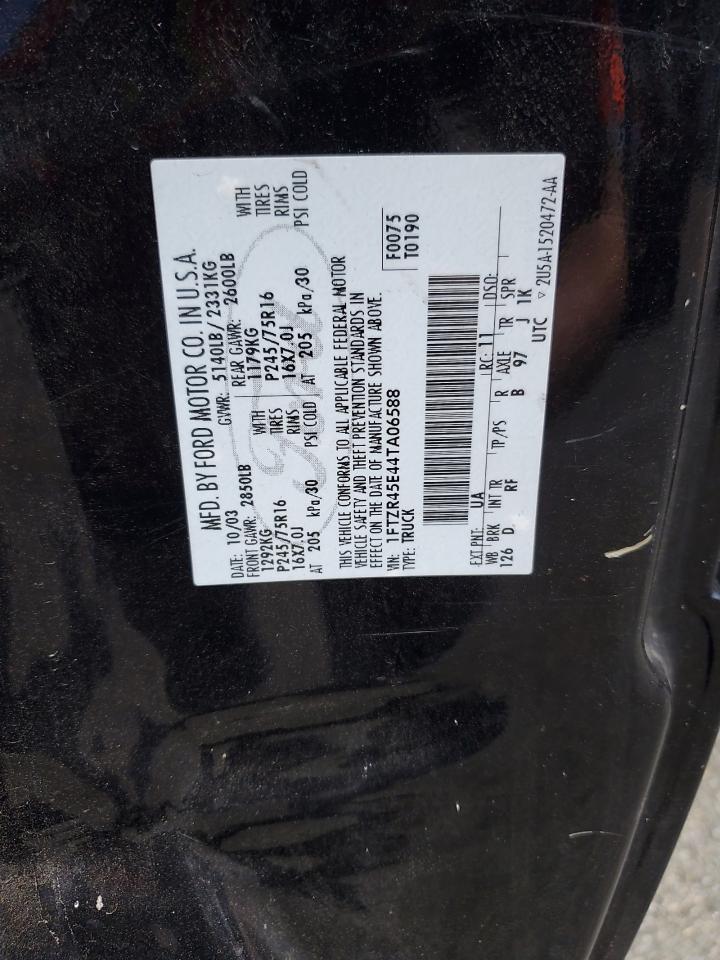 MFD. BY FORD MOTOR CO. IN U.S.A.
DATE: 10/03 GVWR: 5140LB / 2331KG
FRONT GAWR: 2850LB REAR GAWR: 2600LB
1292KG WITH 1179KG WITH
P245/75R16 TIRES P245/75R16 TIRES
16X7.0J RIMS 16X7.0J RIMS
AT 205 kPa/30 PSI COLD AT 205 kPa/30 PSI COLD
Ford
THIS VEHICLE CONFORMS TO ALL APPLICABLE FEDERAL MOTOR
VEHICLE SAFETY AND THEFT PREVENTION STANDARDS IN
EFFECT ON THE DATE OF MANUFACTURE SHOWN ABOVE.
VIN: 1FTZR45E44TA06588
TYPE: TRUCK
F0075
T0190
EXT PNT: UA RC: 11 DSO:
WB BRK INT TR TP/PS R AXLE TR SPR
126 D RF B 97 J 1K
UTC ▽ 2U5A-1520472-AA